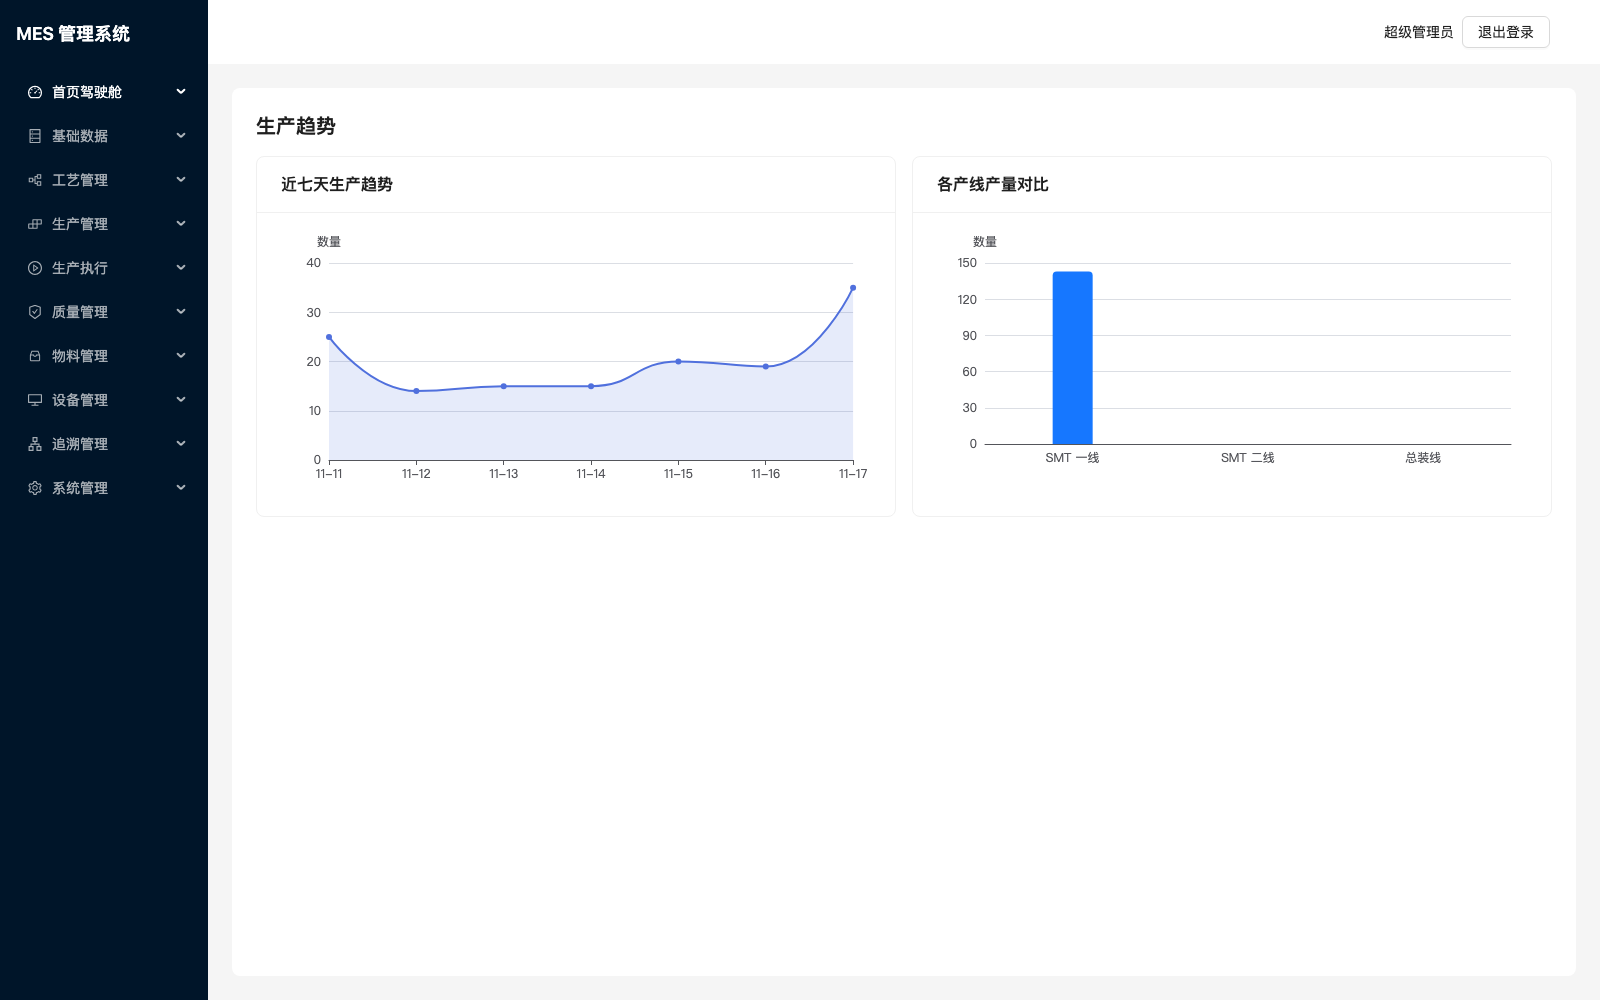 MES 管理系统
首页驾驶舱
基础数据
工艺管理
生产管理
生产执行
质量管理
物料管理
设备管理
追溯管理
系统管理
超级管理员
退出登录
生产趋势
近七天生产趋势
数量
40
30
20
10
0
11-11 11-12 11-13 11-14 11-15 11-16 11-17
各产线产量对比
数量
150
120
90
60
30
0
SMT 一线 SMT 二线 总装线